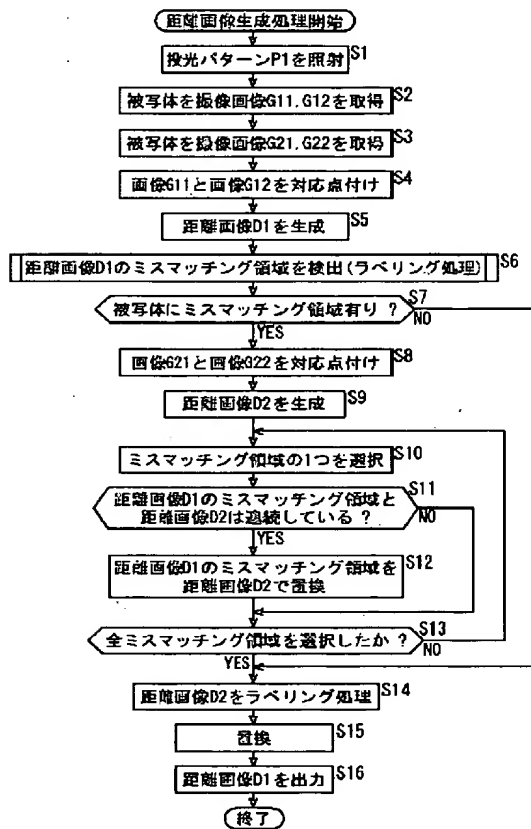 距離画像生成処理開始
投光パターンP1を照射 S1
被写体を撮像画像G11,G12を取得 S2
被写体を撮像画像G21,G22を取得 S3
画像G11と画像G12を対応点付け S4
距離画像D1を生成 S5
距離画像D1のミスマッチング領域を検出(ラベリング処理) S6
被写体にミスマッチング領域有り ? S7
NO
YES
画像G21と画像G22を対応点付け S8
距離画像D2を生成 S9
ミスマッチング領域の1つを選択 S10
距離画像D1のミスマッチング領域と S11
距離画像D2は連続している ?
NO
YES
距離画像D1のミスマッチング領域を S12
距離画像D2で置換
全ミスマッチング領域を選択したか ? S13
NO
YES
距離画像D2をラベリング処理 S14
置換 S15
距離画像D1を出力 S16
終了